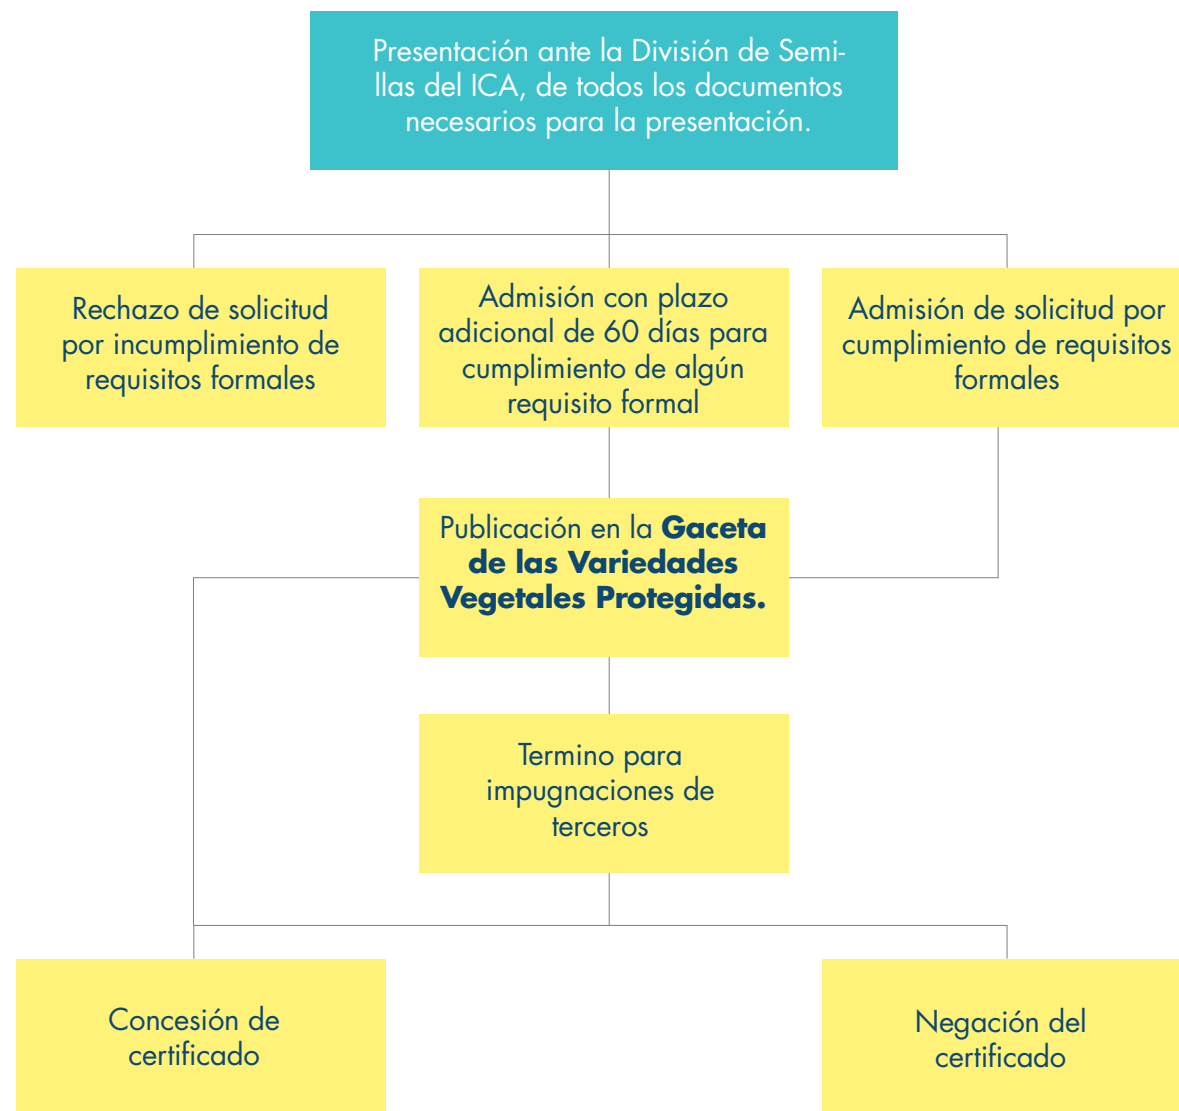 Presentación ante la División de Semi-
llas del ICA, de todos los documentos
necesarios para la presentación.
Rechazo de solicitud
por incumplimiento de
requisitos formales
Admisión con plazo
adicional de 60 días para
cumplimiento de algún
requisito formal
Admisión de solicitud por
cumplimiento de requisitos
formales
Publicación en la Gaceta
de las Variedades
Vegetales Protegidas.
Termino para
impugnaciones de
terceros
Concesión de
certificado
Negación del
certificado